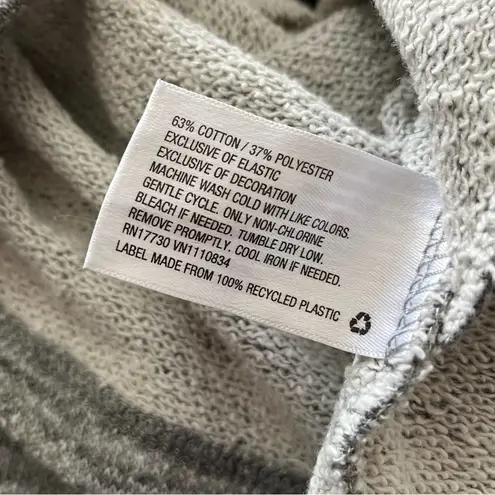 63% COTTON / 37% POLYESTER
EXCLUSIVE OF ELASTIC
EXCLUSIVE OF DECORATION
MACHINE WASH COLD WITH LIKE COLORS.
GENTLE CYCLE. ONLY NON-CHLORINE
BLEACH IF NEEDED. TUMBLE DRY LOW.
REMOVE PROMPTLY. COOL IRON IF NEEDED.
RN17730 VN1110834
LABEL MADE FROM 100% RECYCLED PLASTIC